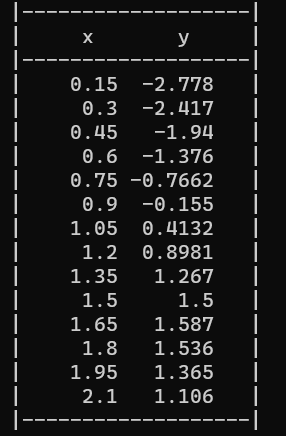 |-------------------|
|     x       y     |
|-------------------|
|    0.15  -2.778   |
|     0.3  -2.417   |
|    0.45   -1.94   |
|     0.6  -1.376   |
|    0.75 -0.7662   |
|     0.9  -0.155   |
|    1.05  0.4132   |
|     1.2  0.8981   |
|    1.35   1.267   |
|     1.5     1.5   |
|    1.65   1.587   |
|     1.8   1.536   |
|    1.95   1.365   |
|     2.1   1.106   |
|-------------------|